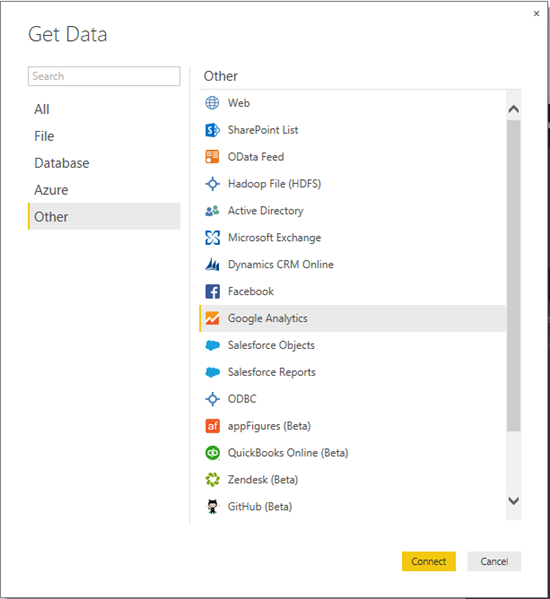 ×
Get Data
Search
All
File
Database
Azure
Other
Other
Web
SharePoint List
OData Feed
Hadoop File (HDFS)
Active Directory
Microsoft Exchange
Dynamics CRM Online
Facebook
Google Analytics
Salesforce Objects
Salesforce Reports
ODBC
af appFigures (Beta)
qb QuickBooks Online (Beta)
Zendesk (Beta)
GitHub (Beta)
Connect
Cancel